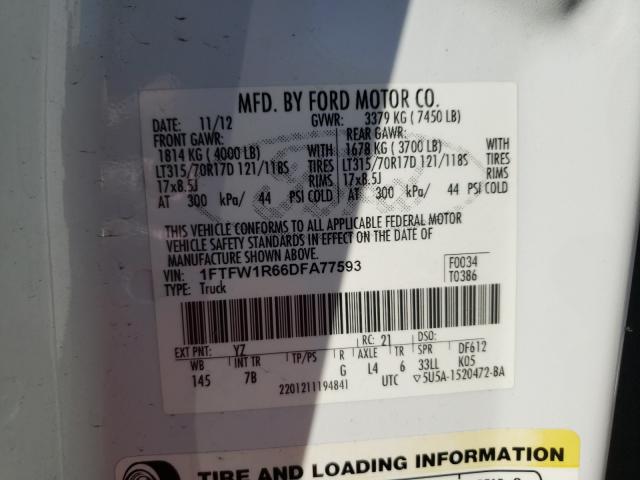 MFD. BY FORD MOTOR CO.
DATE: 11/12 GVWR: 3379 KG ( 7450 LB)
FRONT GAWR: REAR GAWR:
1814 KG ( 4000 LB) 1678 KG ( 3700 LB)
LT315/70R17D 121/118S TIRES LT315/70R17D 121/118S TIRES
17x8.5J RIMS 17x8.5J RIMS
AT 300 kPa/ 44 PSI COLD AT 300 kPa/ 44 PSI COLD
THIS VEHICLE CONFORMS TO ALL APPLICABLE FEDERAL MOTOR
VEHICLE SAFETY STANDARDS IN EFFECT ON THE DATE OF
MANUFACTURE SHOWN ABOVE.
VIN: 1FTFW1R66DFA77593 F0034
TYPE: Truck T0386
EXT PNT: YZ RC: 21 DSO:
WB INT TR TP/PS R AXLE TR SPR DF612
145 7B G L4 6 33LL K05
2201211194841 UTC ▽5U5A-1520472-BA
TIRE AND LOADING INFORMATION